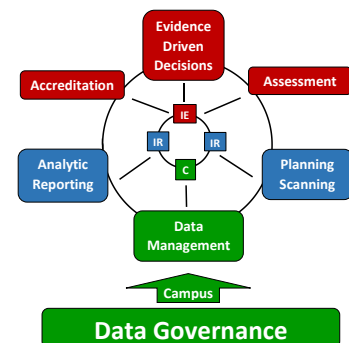 Evidence
Driven
Decisions
Accreditation
Assessment
IE
IR
IR
Analytic
Reporting
Planning
Scanning
C
Data
Management
Campus
Data Governance